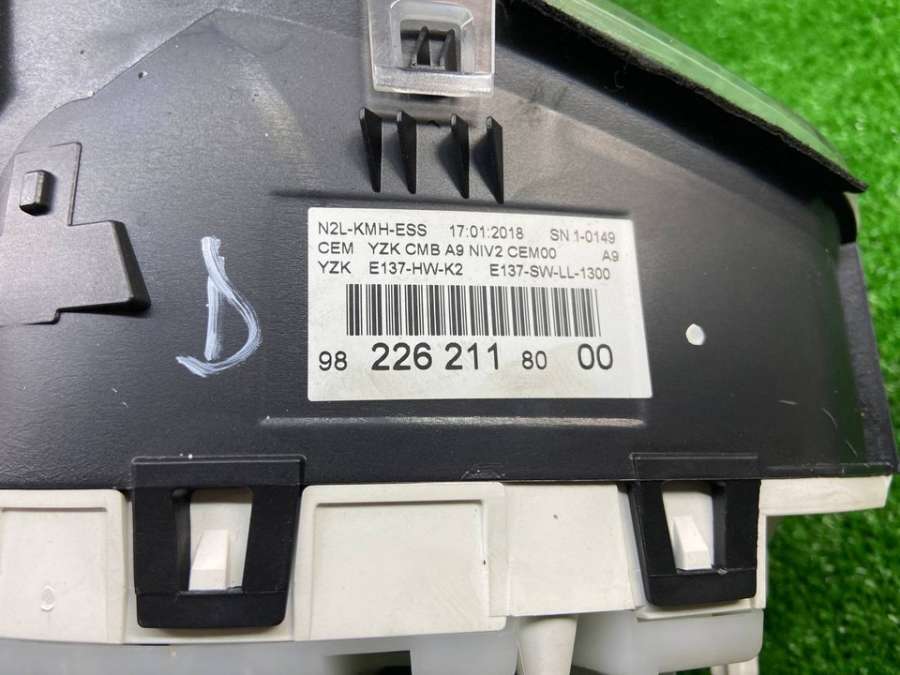 N2L-KMH-ESS 17:01:2018 SN 1-0149
CEM YZK CMB A9 NIV2 CEM00 A9
YZK E137-HW-K2 E137-SW-LL-1300
98 226 211 80 00
D